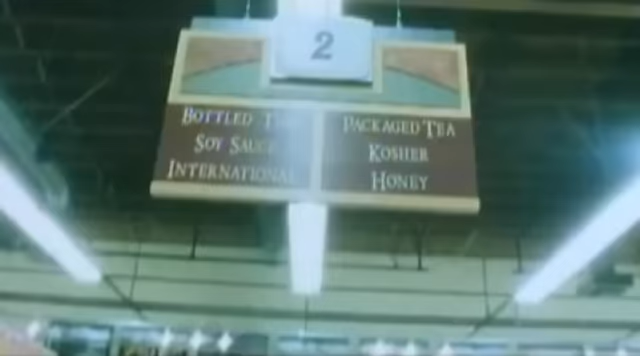 2
BOTTLED
SOY SAUCE
INTERNATIONAL
PACKAGED TEA
KOSHER
HONEY